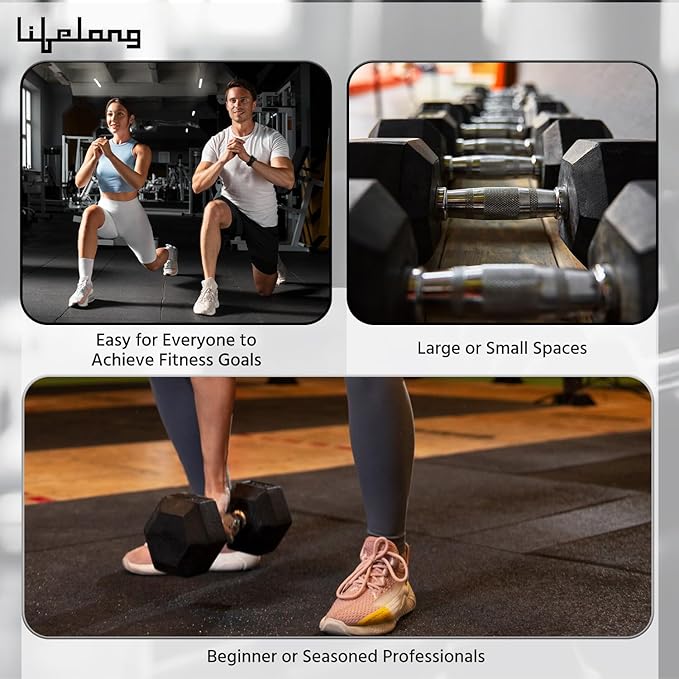 Lifelong
Easy for Everyone to
Achieve Fitness Goals
Large or Small Spaces
Beginner or Seasoned Professionals